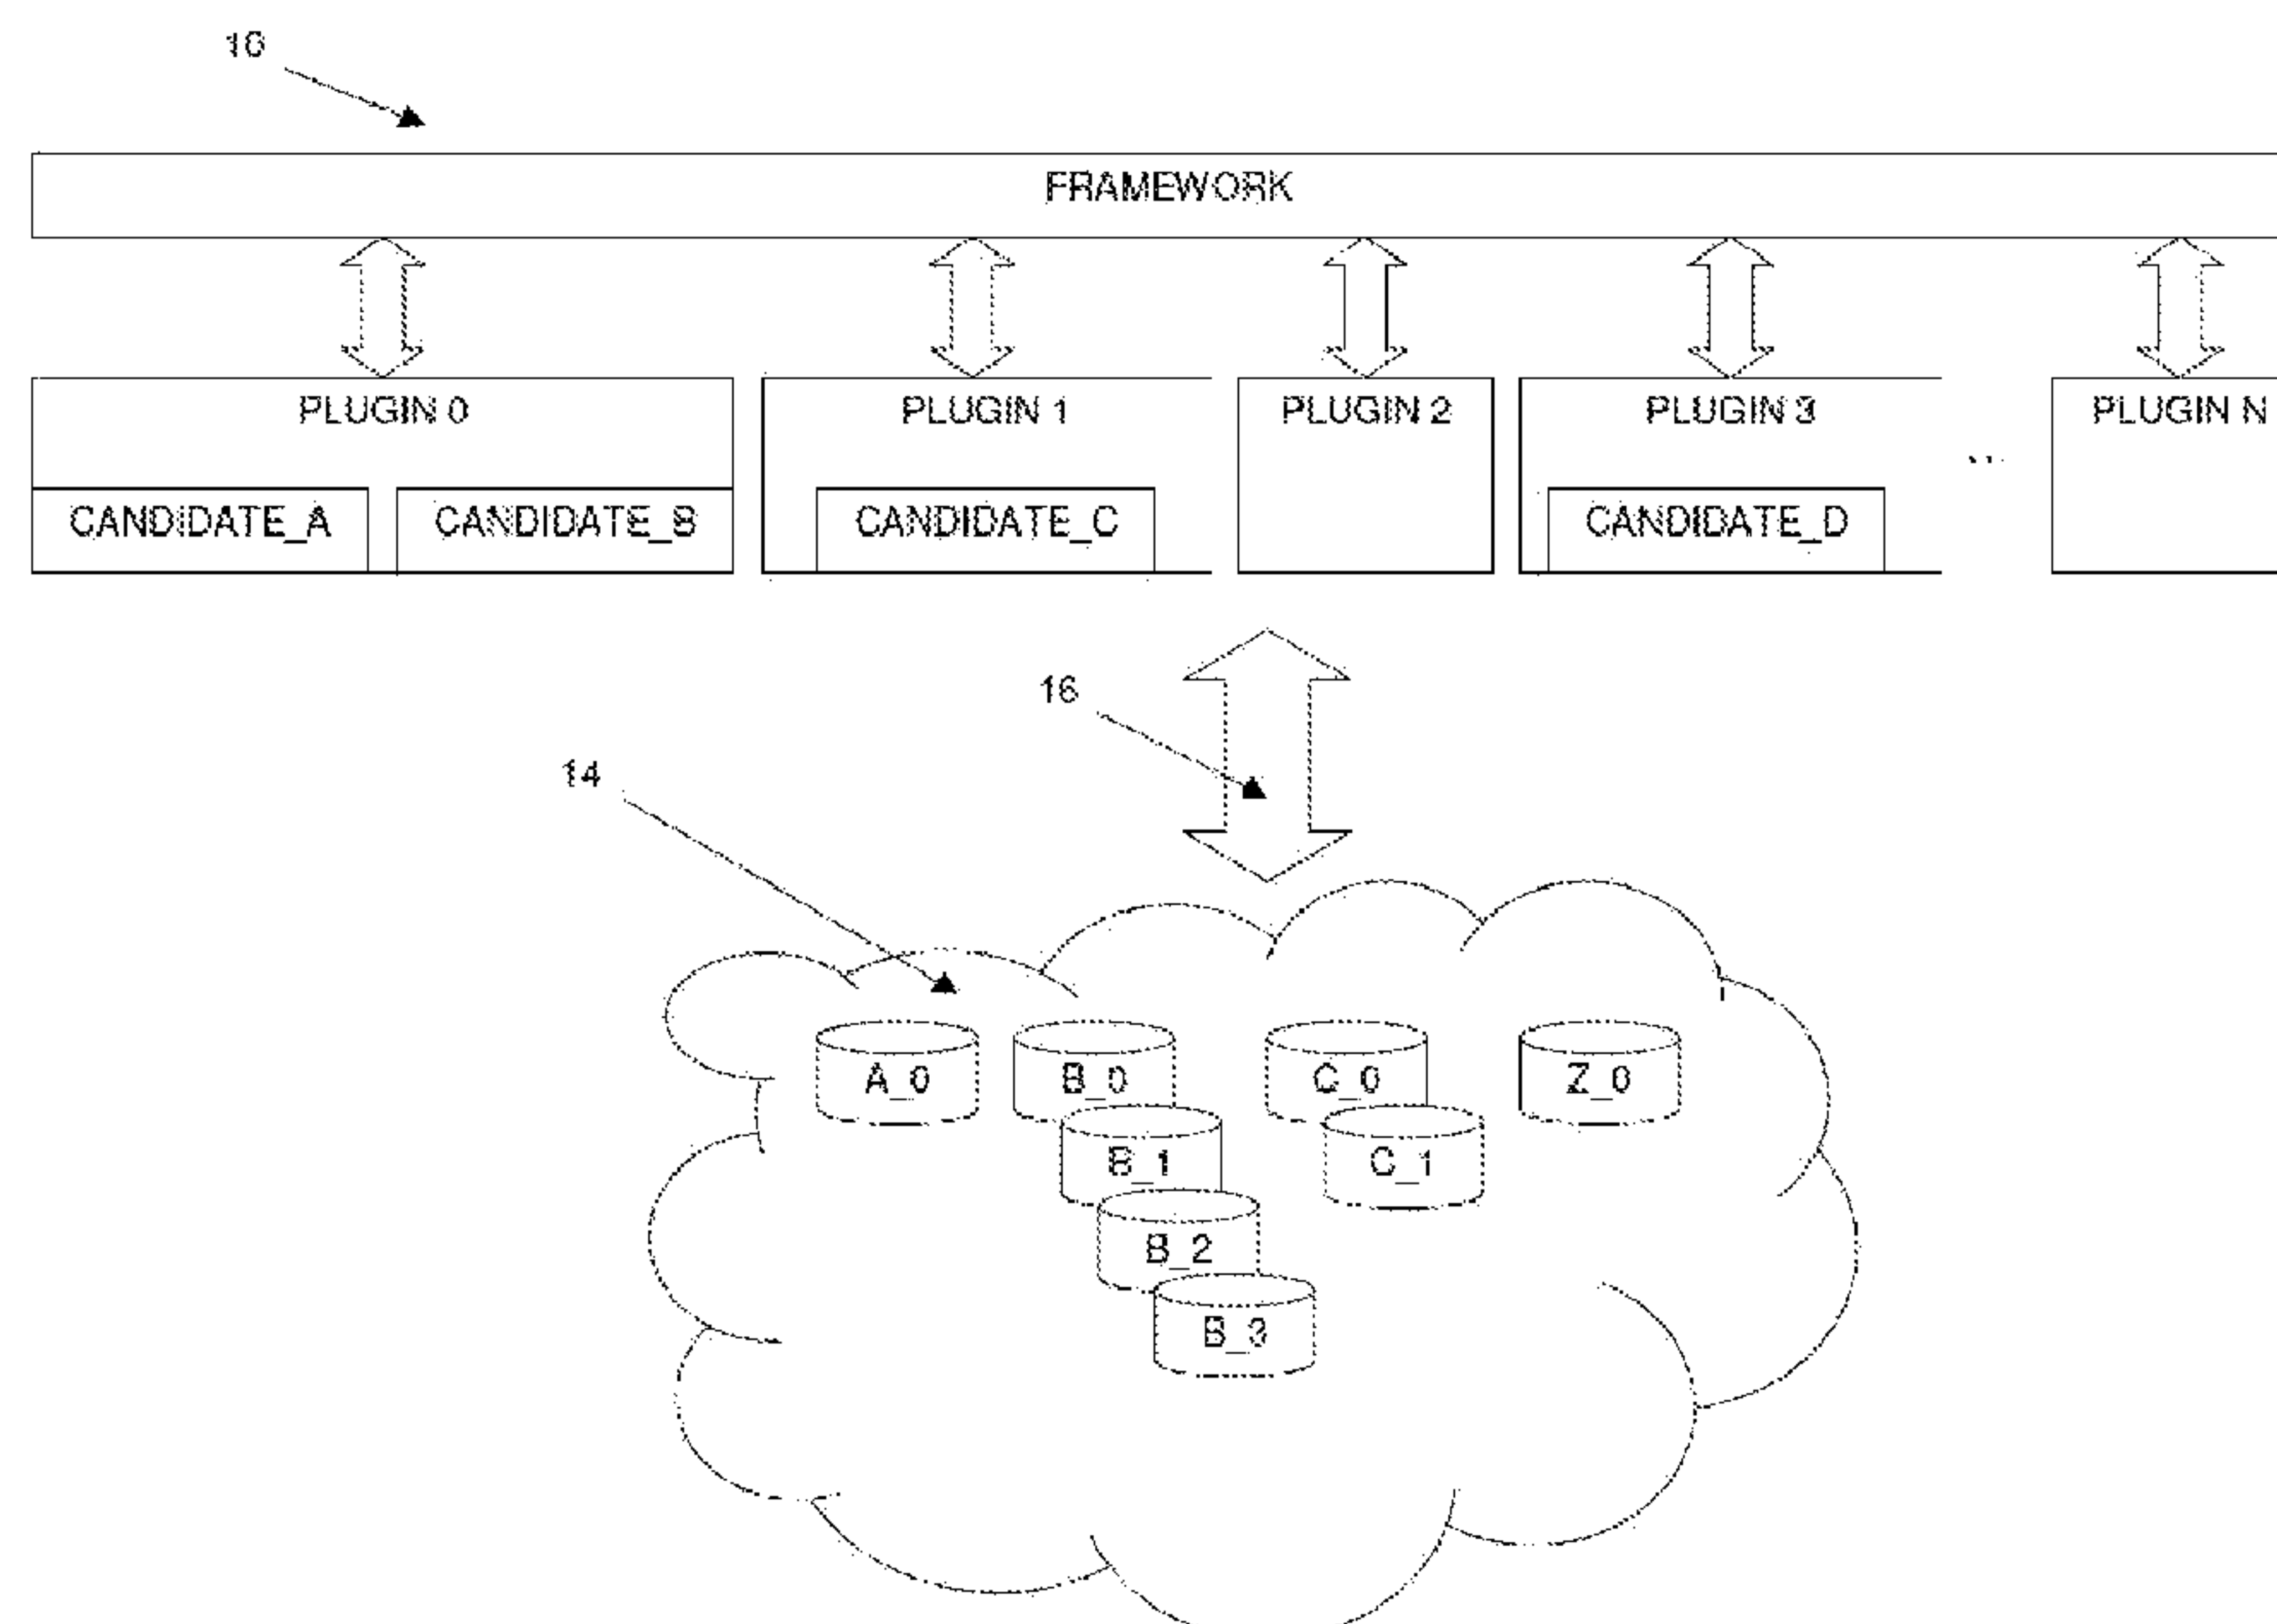 FRAMEWORK
PLUGIN 0
PLUGIN 1
PLUGIN 2
PLUGIN 3
...
PLUGIN N
CANDIDATE_A
CANDIDATE_B
CANDIDATE_C
CANDIDATE_D
16
14
A_0
B_0
C_0
Z_0
B_1
C_1
B_2
B_3